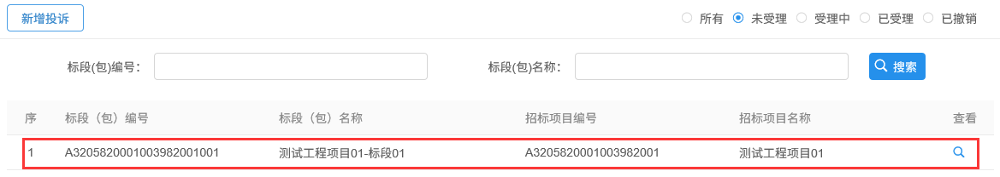 新增投诉 所有 未受理 受理中 已受理 已撤销
标段(包)编号： 标段(包)名称： 搜索
序 标段（包）编号 标段（包）名称 招标项目编号 招标项目名称 查看
1 A3205820001003982001001 测试工程项目01-标段01 A3205820001003982001 测试工程项目01